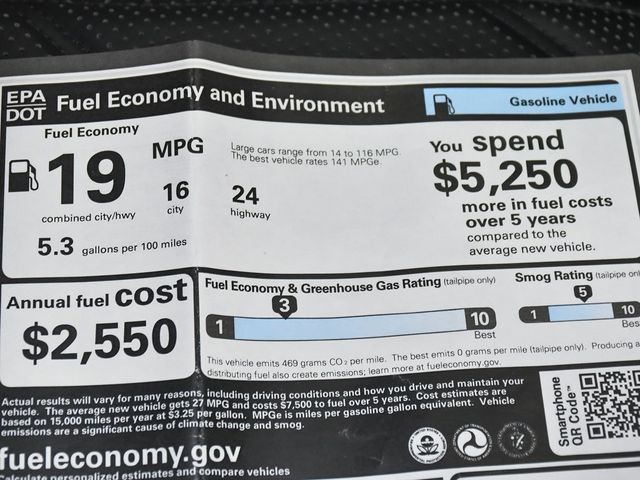 EPA
DOT
Fuel Economy and Environment
Gasoline Vehicle
Fuel Economy
19
combined city/hwy
MPG
16
city
24
highway
5.3 gallons per 100 miles
Large cars range from 14 to 116 MPG.
The best vehicle rates 141 MPGe.
You spend
$5,250
more in fuel costs
over 5 years
compared to the
average new vehicle.
Annual fuel cost
$2,550
Fuel Economy & Greenhouse Gas Rating (tailpipe only)
3
1
10
Best
Smog Rating (tailpipe only)
5
1
10
Best
This vehicle emits 469 grams CO2 per mile. The best emits 0 grams per mile (tailpipe only). Producing a
distributing fuel also create emissions; learn more at fueleconomy.gov.
Actual results will vary for many reasons, including driving conditions and how you drive and maintain your
vehicle. The average new vehicle gets 27 MPG and costs $7,500 to fuel over 5 years. Cost estimates are
based on 15,000 miles per year at $3.25 per gallon. MPGe is miles per gasoline gallon equivalent. Vehicle
emissions are a significant cause of climate change and smog.
fueleconomy.gov
Calculate personalized estimates and compare vehicles
Smartphone
QR Code™